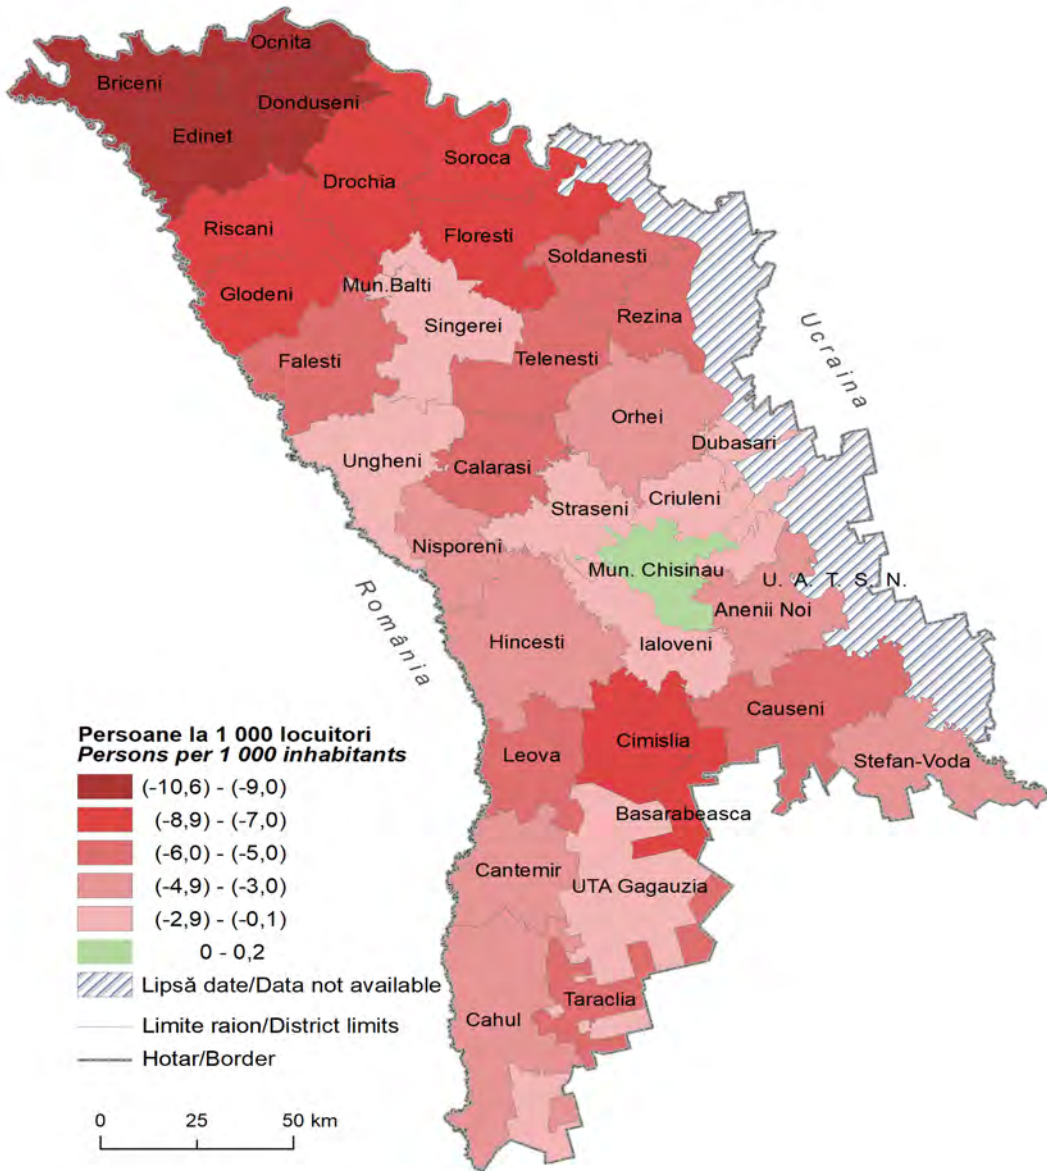 Ocnita
Briceni
Donduseni
Edinet
Soroca
Drochia
Riscani
Floresti
Soldanesti
Mun.Balti
Glodeni
Rezina
Singerei
Ucraina
Falesti
Telenesti
Orhei
Dubasari
Ungheni
Calarasi
Criuleni
Straseni
Nisporeni
Mun. Chisinau
U. A. T. S. N.
Anenii Noi
România
Hincesti
Ialoveni
Causeni
Cimislia
Leova
Stefan-Voda
Basarabeasca
Cantemir
UTA Gagauzia
Taraclia
Cahul
Persoane la 1 000 locuitori
Persons per 1 000 inhabitants
(-10,6) - (-9,0)
(-8,9) - (-7,0)
(-6,0) - (-5,0)
(-4,9) - (-3,0)
(-2,9) - (-0,1)
0 - 0,2
Lipsă date/Data not available
Limite raion/District limits
Hotar/Border
0 25 50 km